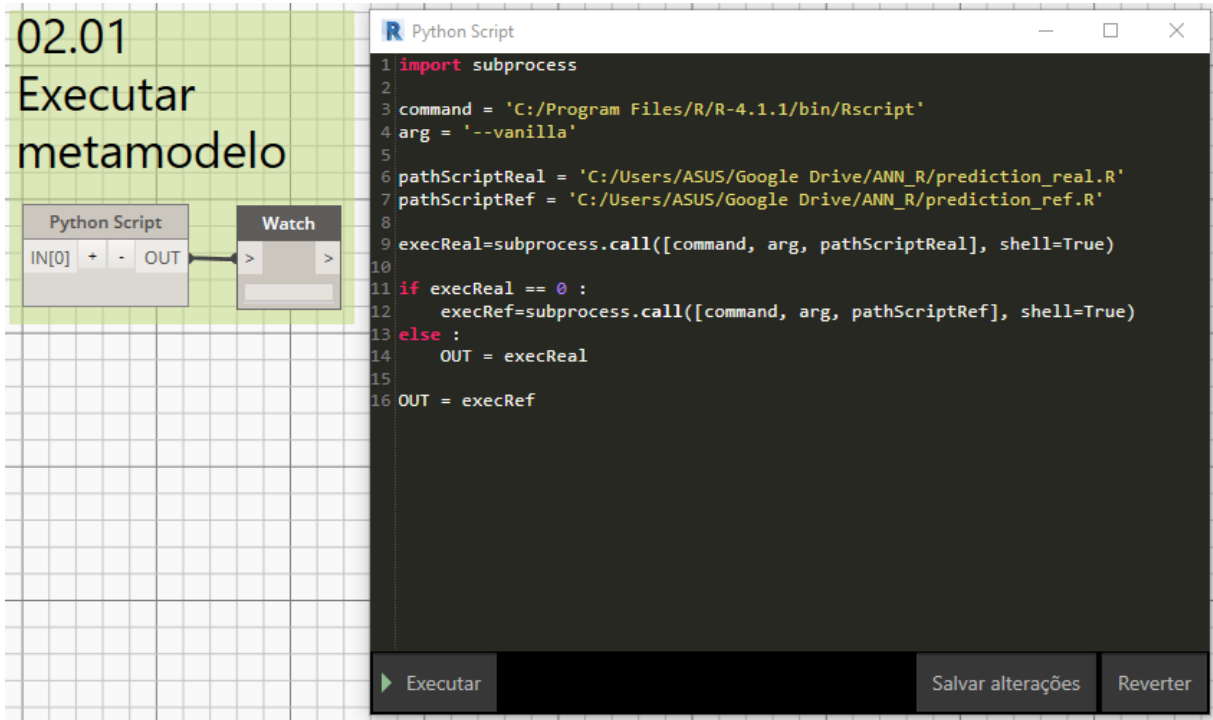 02.01
Executar
metamodelo
Python Script
IN[0] + - OUT
Watch
> >
Python Script
1 import subprocess
2
3 command = 'C:/Program Files/R/R-4.1.1/bin/Rscript'
4 arg = '--vanilla'
5
6 pathScriptReal = 'C:/Users/ASUS/Google Drive/ANN_R/prediction_real.R'
7 pathScriptRef = 'C:/Users/ASUS/Google Drive/ANN_R/prediction_ref.R'
8
9 execReal=subprocess.call([command, arg, pathScriptReal], shell=True)
10
11 if execReal == 0 :
12     execRef=subprocess.call([command, arg, pathScriptRef], shell=True)
13 else :
14     OUT = execReal
15
16 OUT = execRef
Executar
Salvar alterações
Reverter